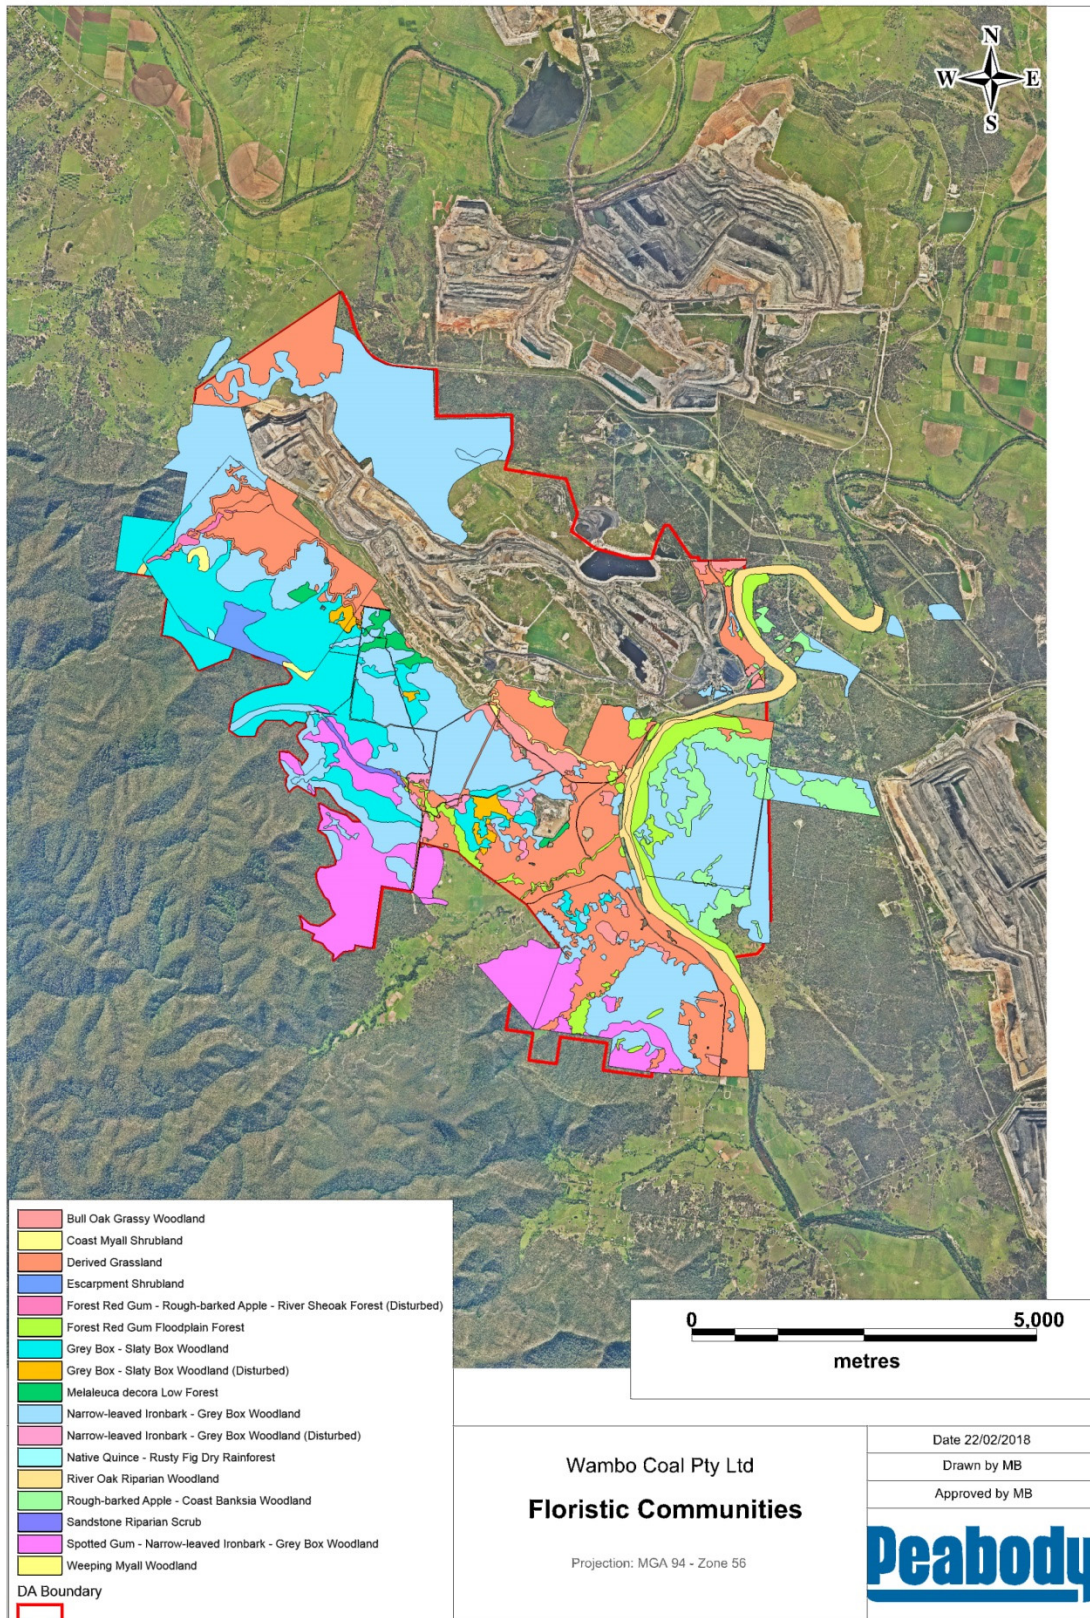 N
W E
S
Bull Oak Grassy Woodland
Coast Myall Shrubland
Derived Grassland
Escarpment Shrubland
Forest Red Gum - Rough-barked Apple - River Sheoak Forest (Disturbed)
Forest Red Gum Floodplain Forest
Grey Box - Slaty Box Woodland
Grey Box - Slaty Box Woodland (Disturbed)
Melaleuca decora Low Forest
Narrow-leaved Ironbark - Grey Box Woodland
Narrow-leaved Ironbark - Grey Box Woodland (Disturbed)
Native Quince - Rusty Fig Dry Rainforest
River Oak Riparian Woodland
Rough-barked Apple - Coast Banksia Woodland
Sandstone Riparian Scrub
Spotted Gum - Narrow-leaved Ironbark - Grey Box Woodland
Weeping Myall Woodland
DA Boundary
0 5,000
metres
Wambo Coal Pty Ltd
Floristic Communities
Projection: MGA 94 - Zone 56
Date 22/02/2018
Drawn by MB
Approved by MB
Peabody